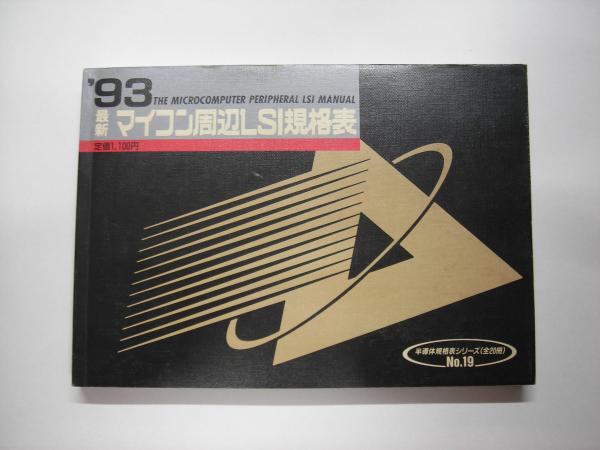 '93 THE MICROCOMPUTER PERIPHERAL LSI MANUAL
最新 マイコン周辺LSI規格表
定価1,100円
半導体規格表シリーズ(全20冊)
No.19